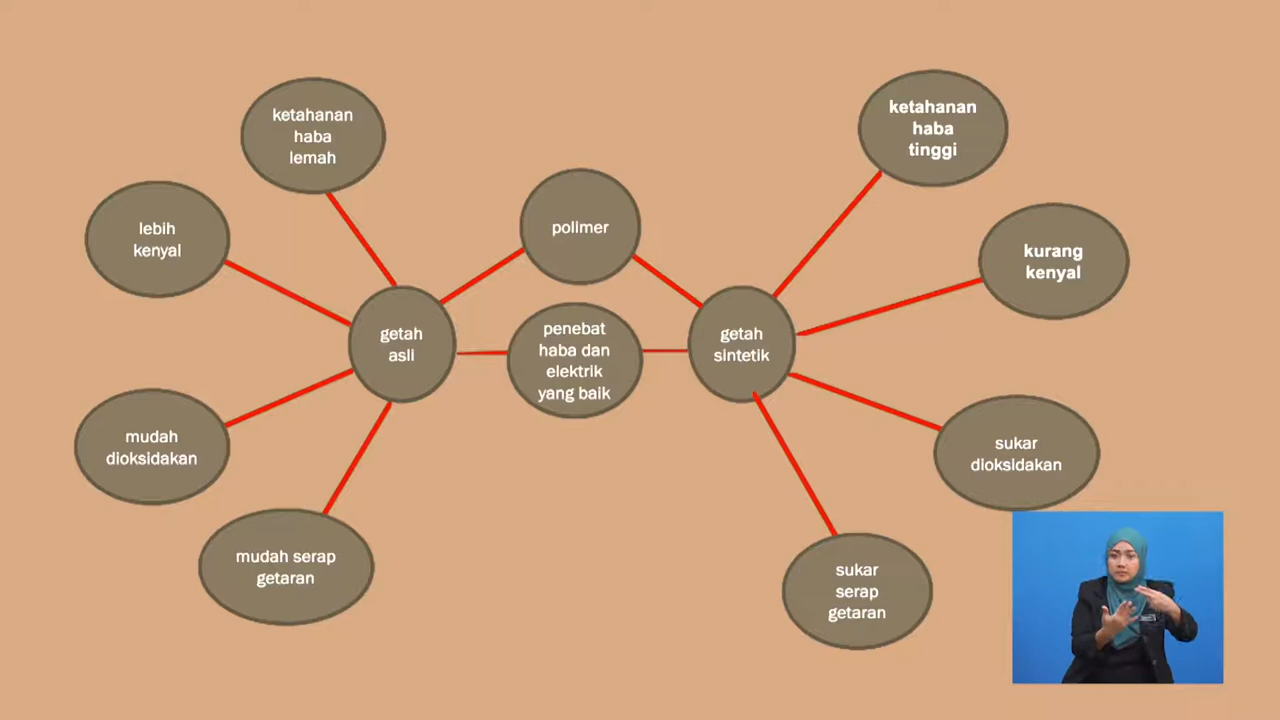 ketahanan
haba
lemah
lebih
kenyal
getah
asli
mudah
dioksidakan
mudah serap
getaran
polimer
penebat
haba dan
elektrik
yang baik
getah
sintetik
ketahanan
haba
tinggi
kurang
kenyal
sukar
dioksidakan
sukar
serap
getaran